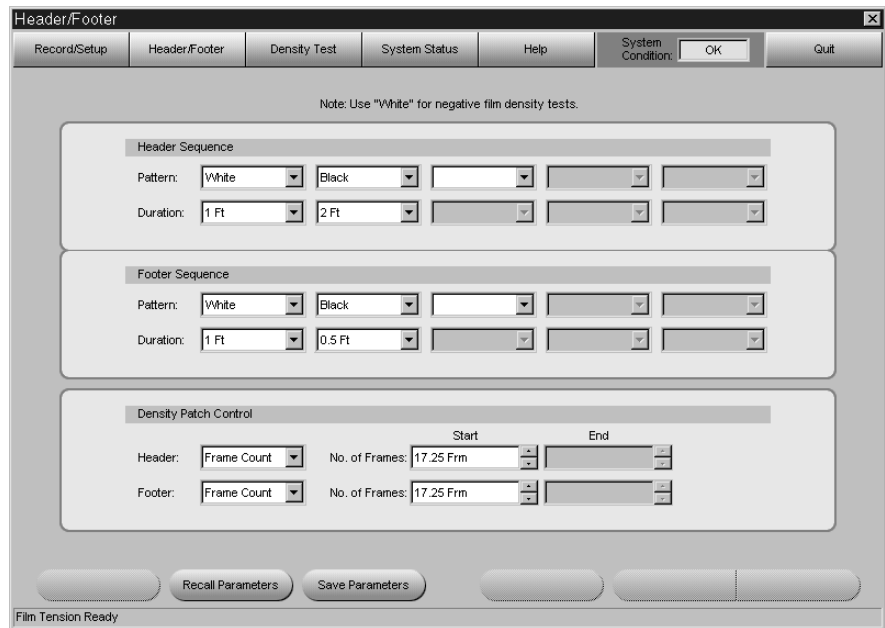 Header/Footer
Record/Setup Header/Footer Density Test System Status Help System Condition: OK Quit
Note: Use "White" for negative film density tests.
Header Sequence
Pattern: White Black
Duration: 1 Ft 2 Ft
Footer Sequence
Pattern: White Black
Duration: 1 Ft 0.5 Ft
Density Patch Control
Start End
Header: Frame Count No. of Frames: 17.25 Frm
Footer: Frame Count No. of Frames: 17.25 Frm
Recall Parameters Save Parameters
Film Tension Ready